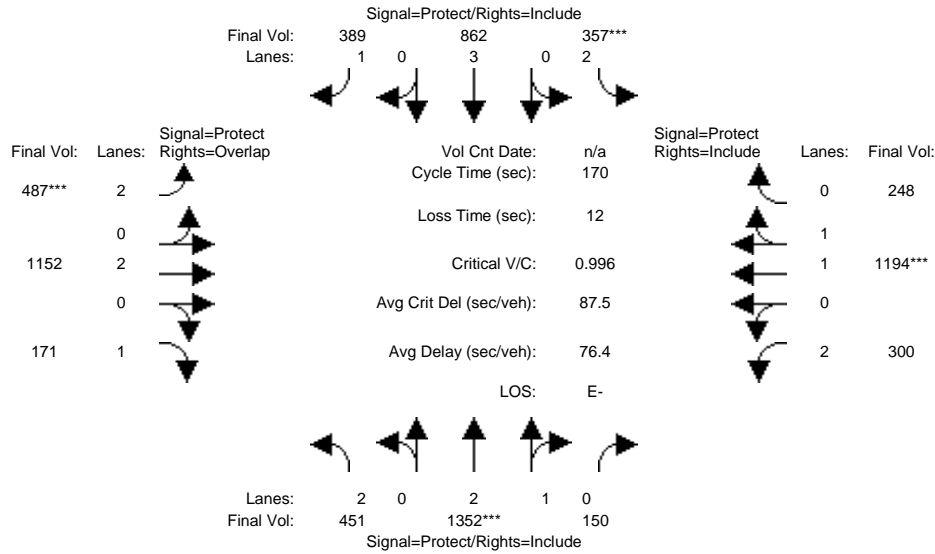 Signal=Protect/Rights=Include
Final Vol: 389 862 357***
Lanes: 1 0 3 0 2
Signal=Protect Signal=Protect
Final Vol: Lanes: Rights=Overlap Vol Cnt Date: n/a Rights=Include Lanes: Final Vol:
Cycle Time (sec): 170
487*** 2 0 248
Loss Time (sec): 12
0 1
1152 2 Critical V/C: 0.996 1 1194***
0 Avg Crit Del (sec/veh): 87.5 0
171 1 Avg Delay (sec/veh): 76.4 2 300
LOS: E-
Lanes: 2 0 2 1 0
Final Vol: 451 1352*** 150
Signal=Protect/Rights=Include